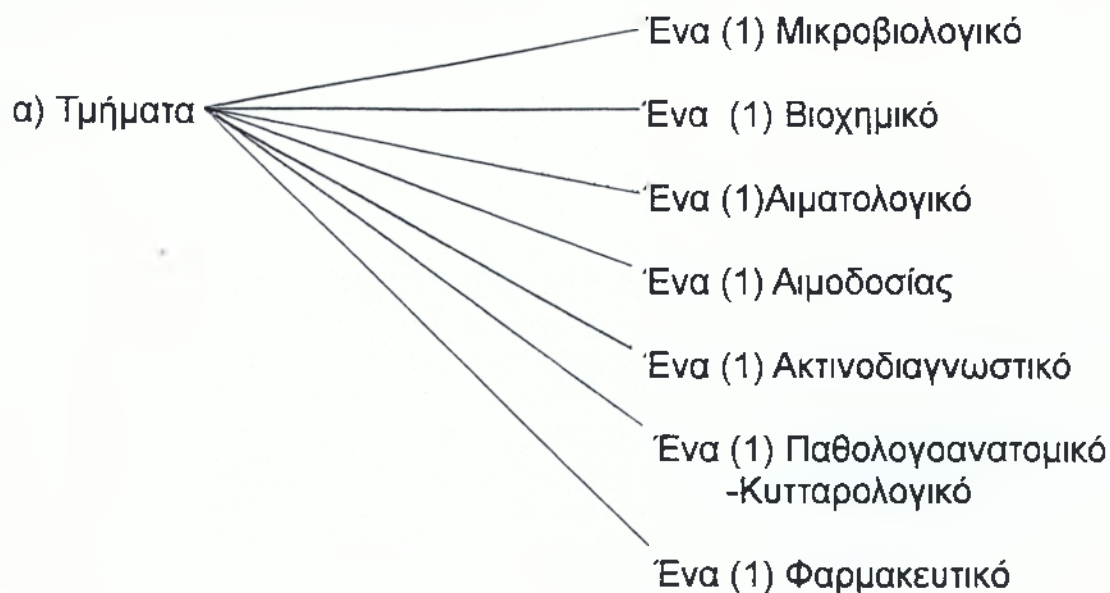 Ένα (1) Μικροβιολογικό
α) Τμήματα
Ένα (1) Βιοχημικό
Ένα (1)Αιματολογικό
Ένα (1) Αιμοδοσίας
Ένα (1) Ακτινοδιαγνωστικό
Ένα (1) Παθολογοανατομικό
-Κυτταρολογικό
Ένα (1) Φαρμακευτικό